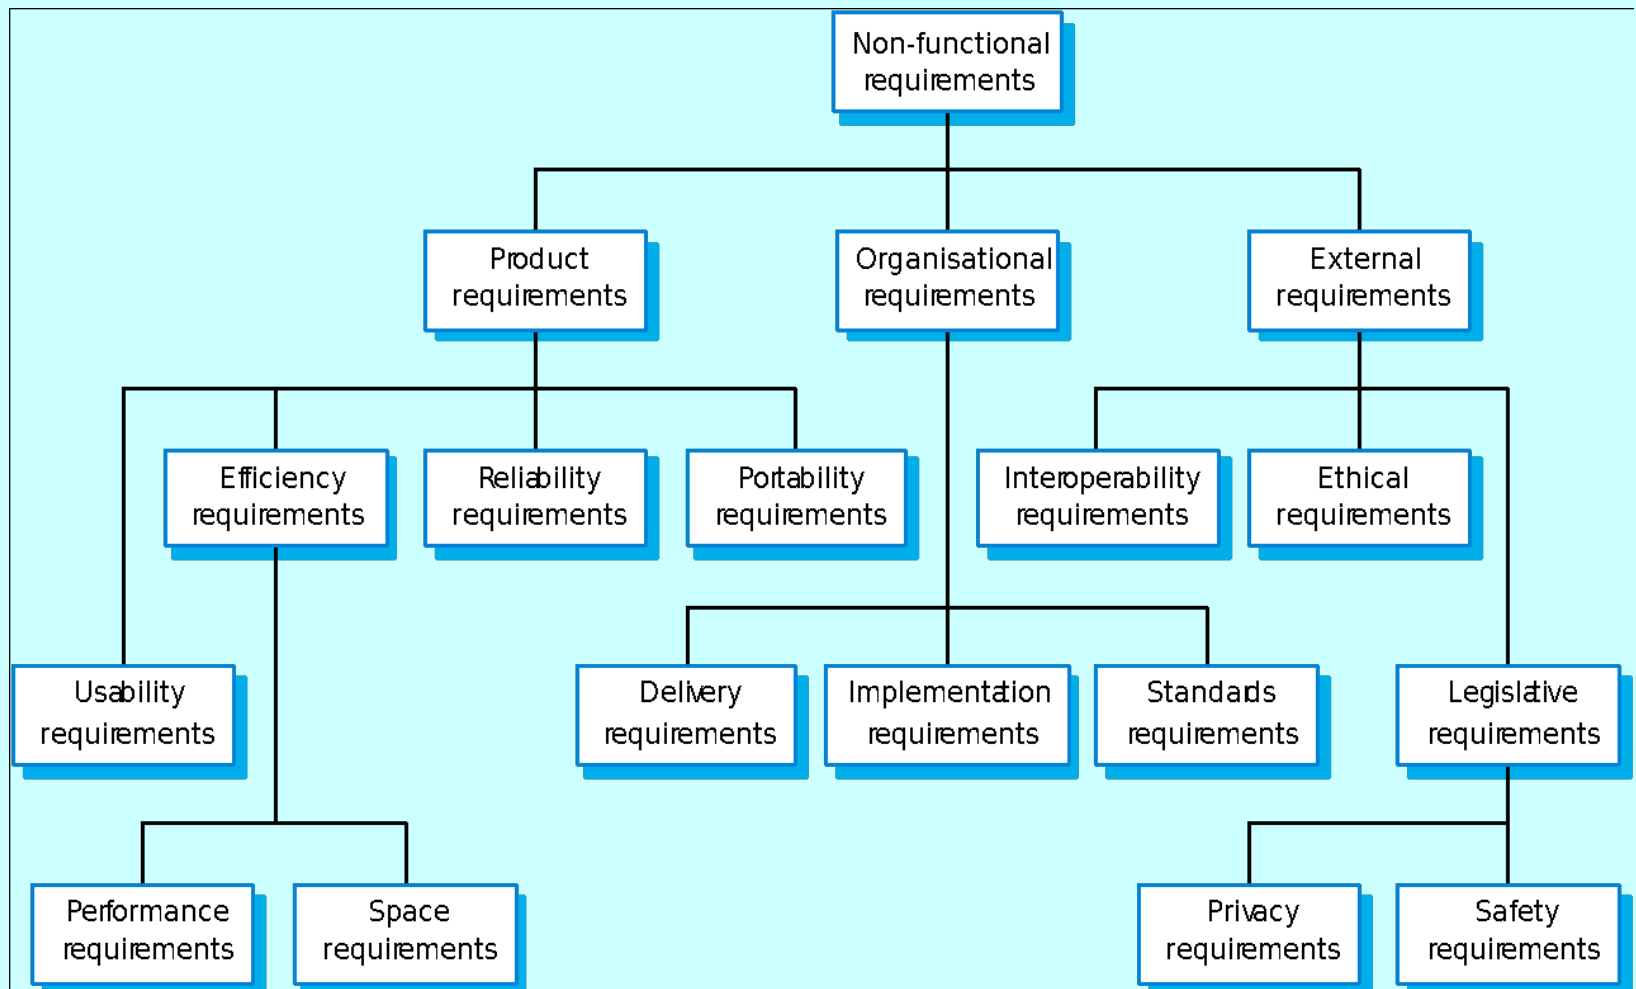 Non-functional
requirements
Product
requirements
Organisational
requirements
External
requirements
Efficiency
requirements
Reliability
requirements
Portability
requirements
Interoperability
requirements
Ethical
requirements
Usability
requirements
Delivery
requirements
Implementation
requirements
Standards
requirements
Legislative
requirements
Performance
requirements
Space
requirements
Privacy
requirements
Safety
requirements